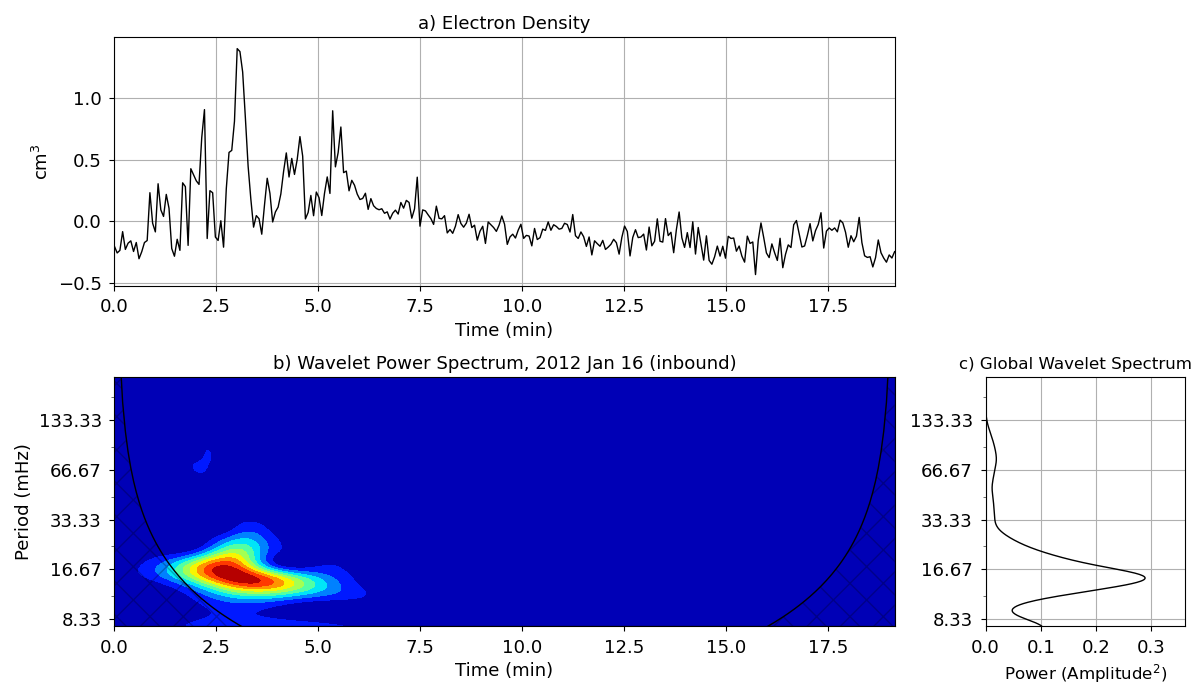 a) Electron Density
cm³
1.0
0.5
0.0
−0.5
0.0 2.5 5.0 7.5 10.0 12.5 15.0 17.5
Time (min)
b) Wavelet Power Spectrum, 2012 Jan 16 (inbound)
Period (mHz)
133.33
66.67
33.33
16.67
8.33
0.0 2.5 5.0 7.5 10.0 12.5 15.0 17.5
Time (min)
c) Global Wavelet Spectrum
133.33
66.67
33.33
16.67
8.33
0.0 0.1 0.2 0.3
Power (Amplitude²)